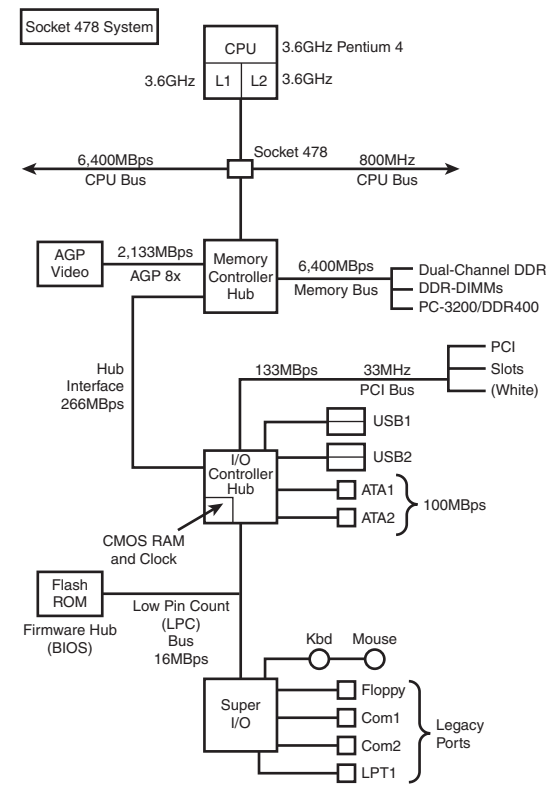 Socket 478 System
CPU
3.6GHz Pentium 4
3.6GHz
L1
L2
3.6GHz
Socket 478
6,400MBps
CPU Bus
800MHz
CPU Bus
AGP
Video
2,133MBps
AGP 8x
Memory
Controller
Hub
6,400MBps
Memory Bus
Dual-Channel DDR
DDR-DIMMs
PC-3200/DDR400
Hub
Interface
266MBps
133MBps
33MHz
PCI Bus
PCI
Slots
(White)
USB1
USB2
I/O
Controller
Hub
ATA1
ATA2
100MBps
CMOS RAM
and Clock
Flash
ROM
Firmware Hub
(BIOS)
Low Pin Count
(LPC)
Bus
16MBps
Kbd
Mouse
Super
I/O
Floppy
Com1
Com2
LPT1
Legacy
Ports